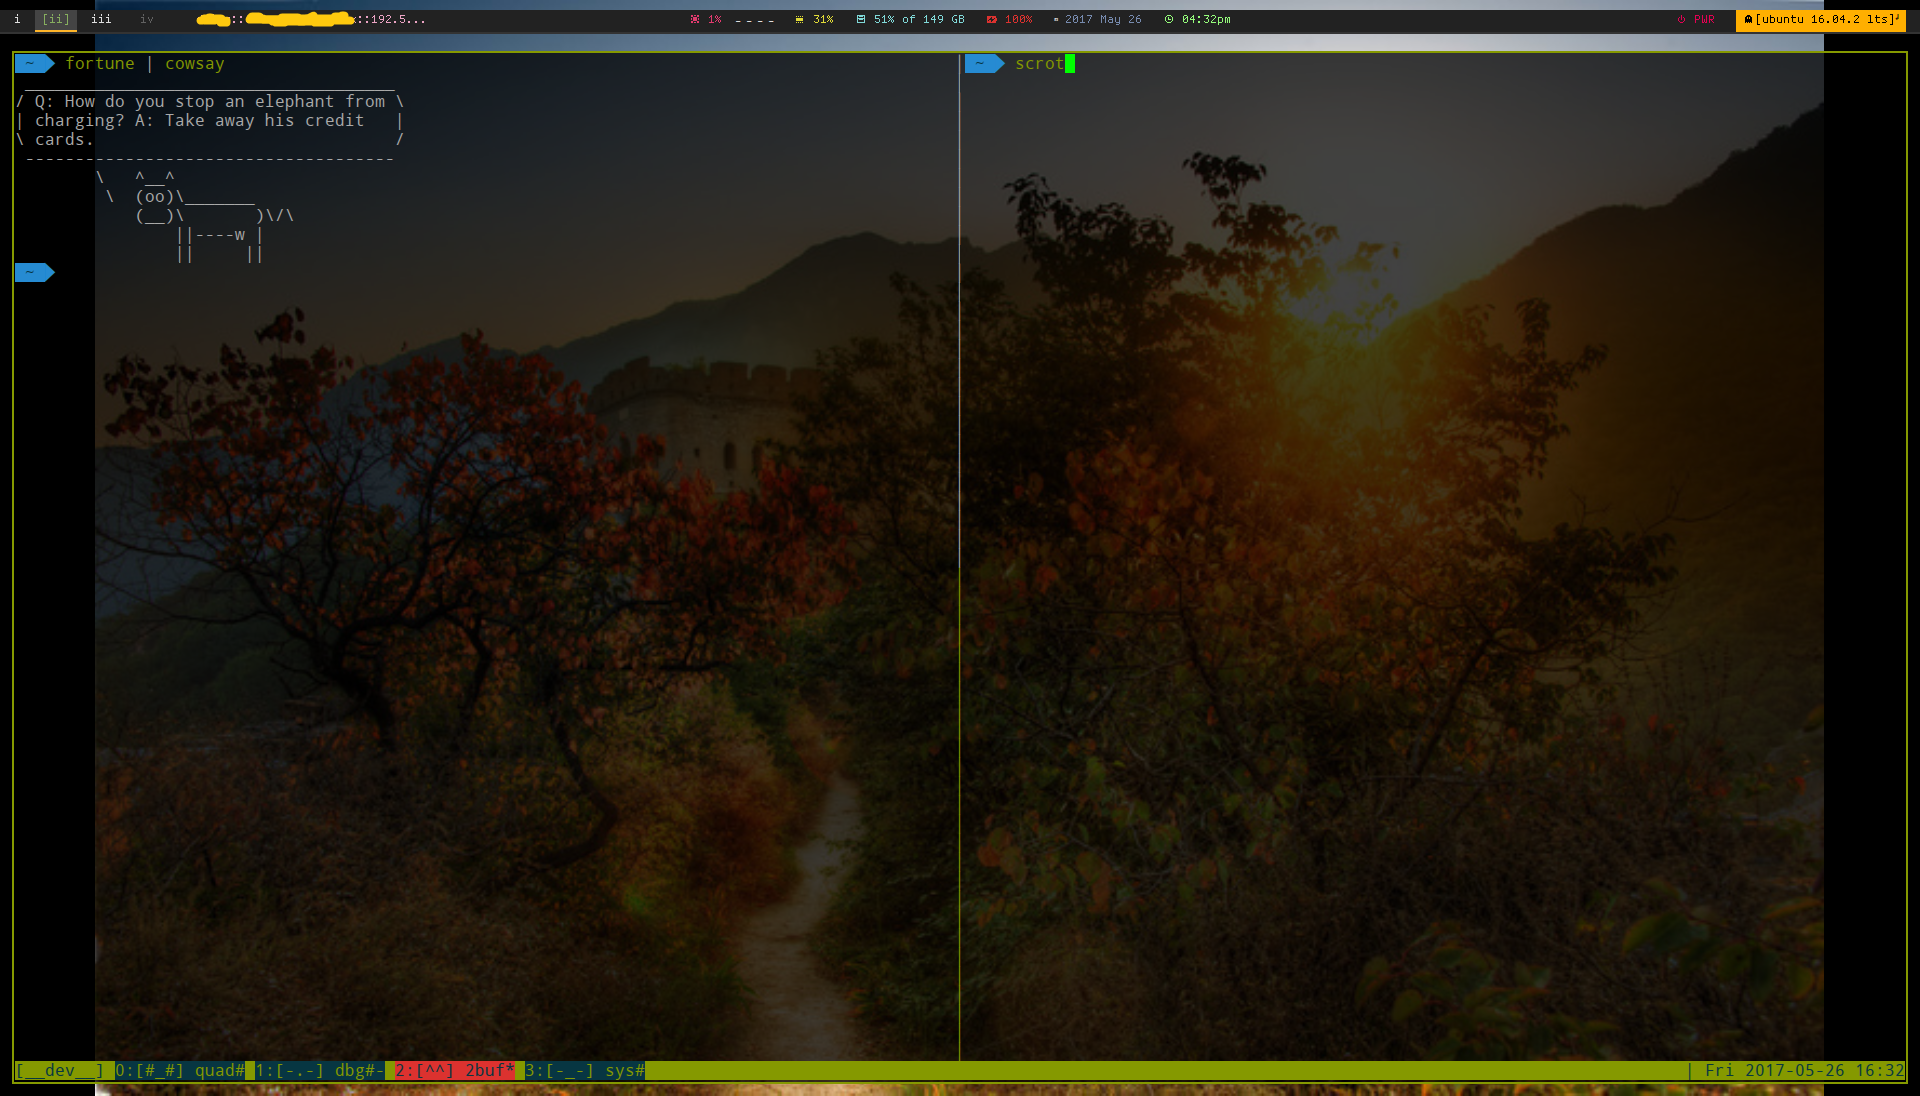 i [ii] iii iv :: ::192.5... 1% ---- 31% 51% of 149 GB 100% 2017 May 26 04:32pm PWR [ubuntu 16.04.2 lts]
~ fortune | cowsay
 _____________________________________
/ Q: How do you stop an elephant from \
| charging? A: Take away his credit   |
\ cards.                              /
 -------------------------------------
        \   ^__^
         \  (oo)\_______
            (__)\       )\/\
                ||----w |
                ||     ||
~
~ scrot
[__dev__] 0:[#_#] quad# 1:[-.-] dbg#- 2:[^^] 2buf* 3:[-_-] sys# | Fri 2017-05-26 16:32